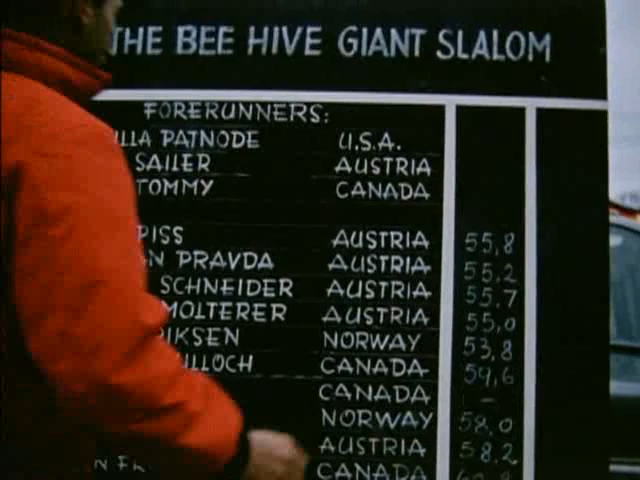 THE BEE HIVE GIANT SLALOM
FORERUNNERS:
LLA PATNODE U.S.A.
SAILER AUSTRIA
TOMMY CANADA
PISS AUSTRIA 55,8
N PRAVDA AUSTRIA 55.2
SCHNEIDER AUSTRIA 55.7
MOLTERER AUSTRIA 55,0
RIKSEN NORWAY 53,8
ULLOCH CANADA 59,6
CANADA -
NORWAY 58,0
AUSTRIA 58.2
CANADA